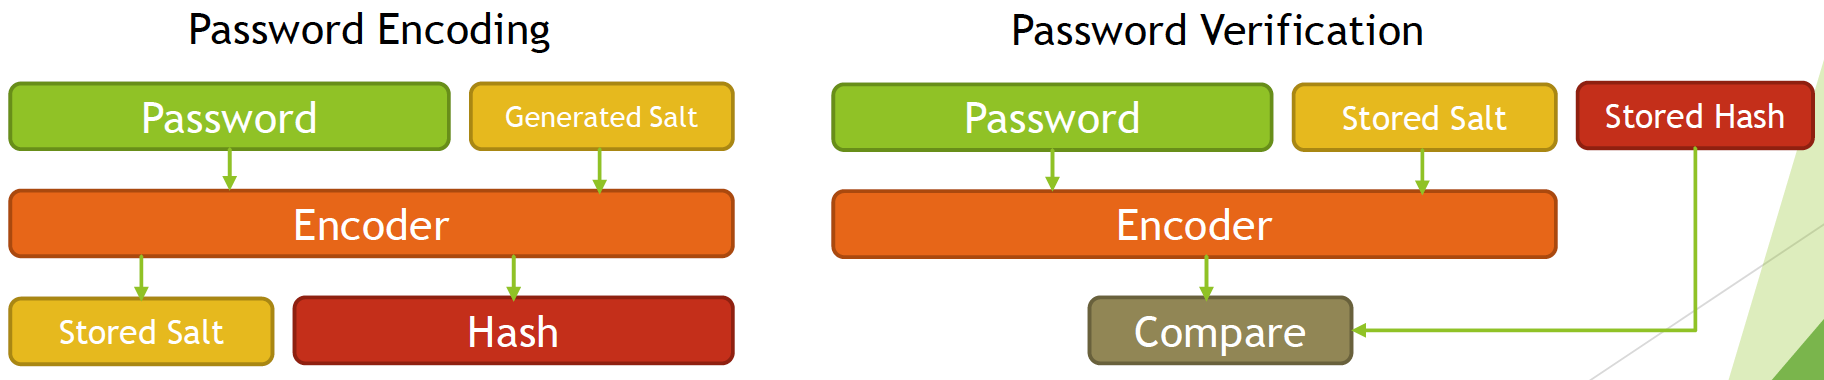 Password Encoding
Password
Generated Salt
Encoder
Stored Salt
Hash
Password Verification
Password
Stored Salt
Stored Hash
Encoder
Compare